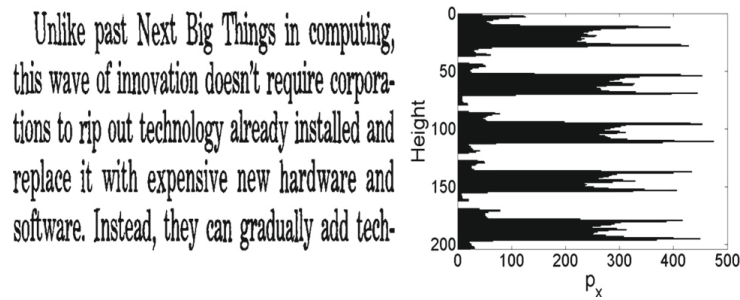 Unlike past Next Big Things in computing,
this wave of innovation doesn't require corpora-
tions to rip out technology already installed and
replace it with expensive new hardware and
software. Instead, they can gradually add tech-
0
50
100
150
200
Height
0 100 200 300 400 500
px